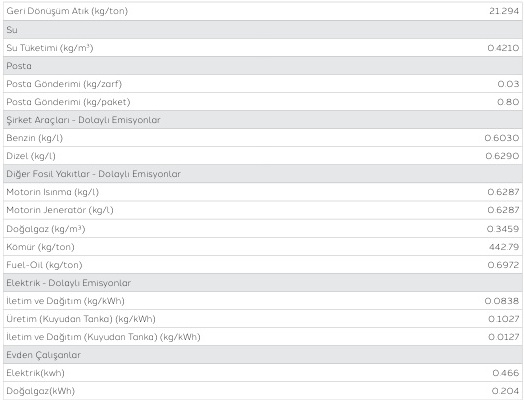 Geri Dönüşüm Atık (kg/ton) 21.294
Su
Su Tüketimi (kg/m³) 0.4210
Posta
Posta Gönderimi (kg/zarf) 0.03
Posta Gönderimi (kg/paket) 0.80
Şirket Araçları - Dolaylı Emisyonlar
Benzin (kg/l) 0.6030
Dizel (kg/l) 0.6290
Diğer Fosil Yakıtlar - Dolaylı Emisyonlar
Motorin Isınma (kg/l) 0.6287
Motorin Jeneratör (kg/l) 0.6287
Doğalgaz (kg/m³) 0.3459
Kömür (kg/ton) 442.79
Fuel-Oil (kg/ton) 0.6972
Elektrik - Dolaylı Emisyonlar
İletim ve Dağıtım (kg/kWh) 0.0838
Üretim (Kuyudan Tanka) (kg/kWh) 0.1027
İletim ve Dağıtım (Kuyudan Tanka) (kg/kWh) 0.0127
Evden Çalışanlar
Elektrik(kwh) 0.466
Doğalgaz(kWh) 0.204